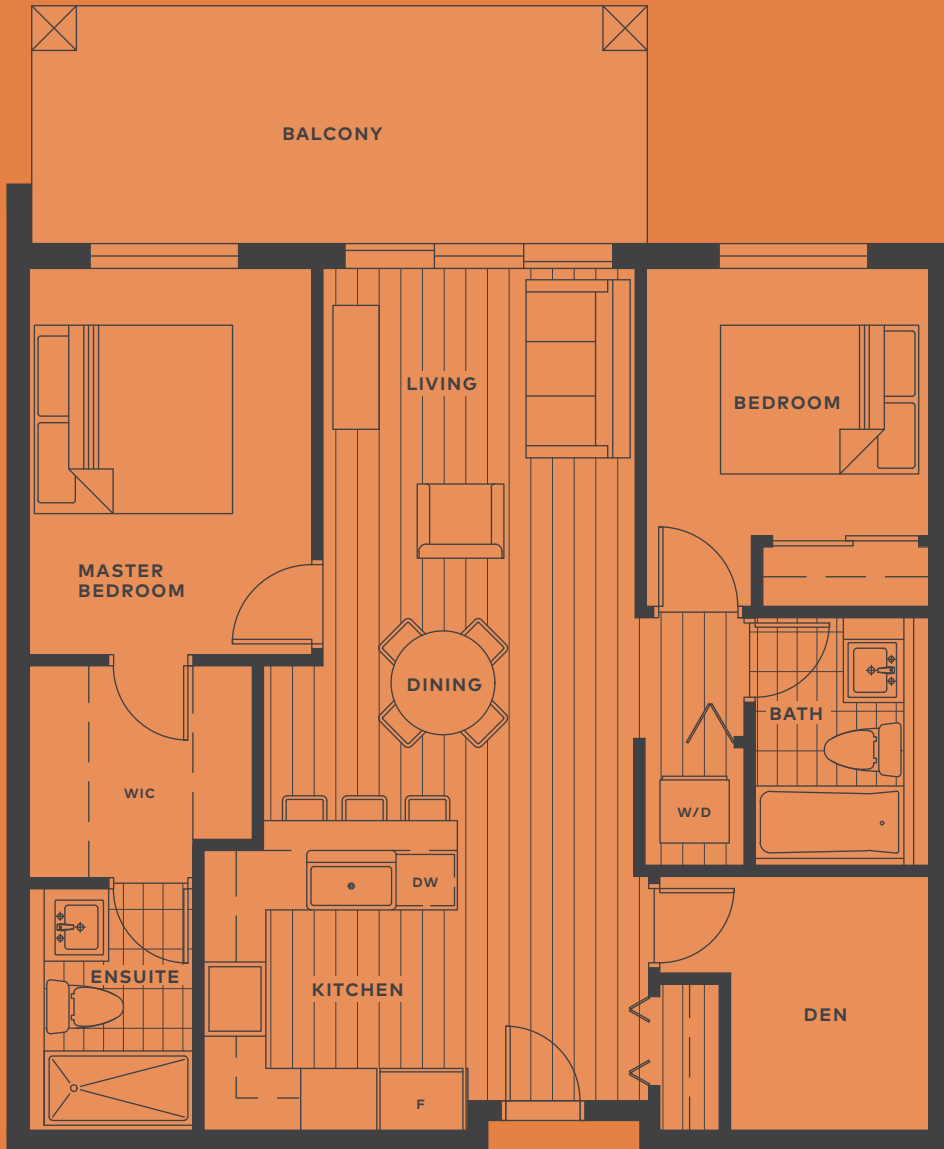 BALCONY
LIVING
BEDROOM
MASTER
BEDROOM
DINING
BATH
WIC
W/D
DW
ENSUITE
KITCHEN
DEN
F